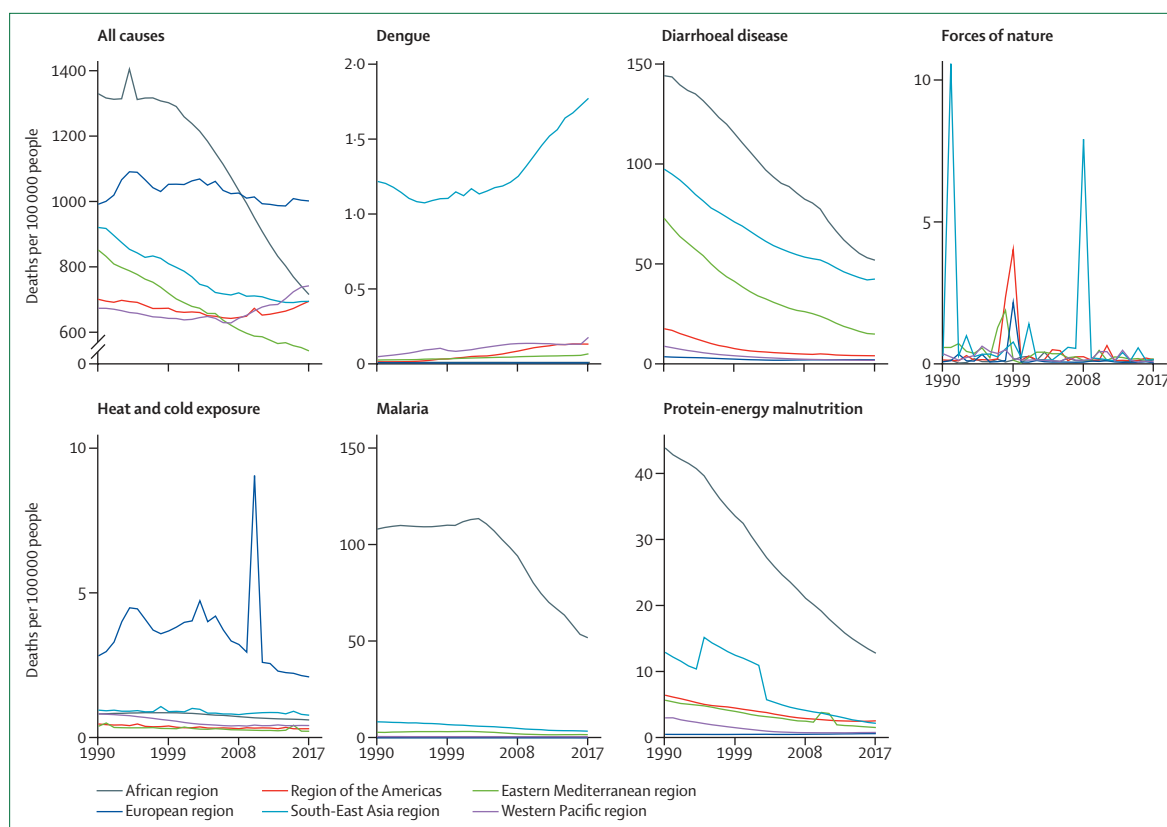 All causes
Dengue
Diarrhoeal disease
Forces of nature
Deaths per 100 000 people
1400
1200
1000
800
600
0
2·0
1·5
1·0
0·5
0
150
100
50
0
10
5
0
1990 1999 2008 2017
Heat and cold exposure
Malaria
Protein-energy malnutrition
Deaths per 100 000 people
10
5
0
1990 1999 2008 2017
150
100
50
0
1990 1999 2008 2017
40
30
20
10
0
1990 1999 2008 2017
African region
Region of the Americas
Eastern Mediterranean region
European region
South-East Asia region
Western Pacific region